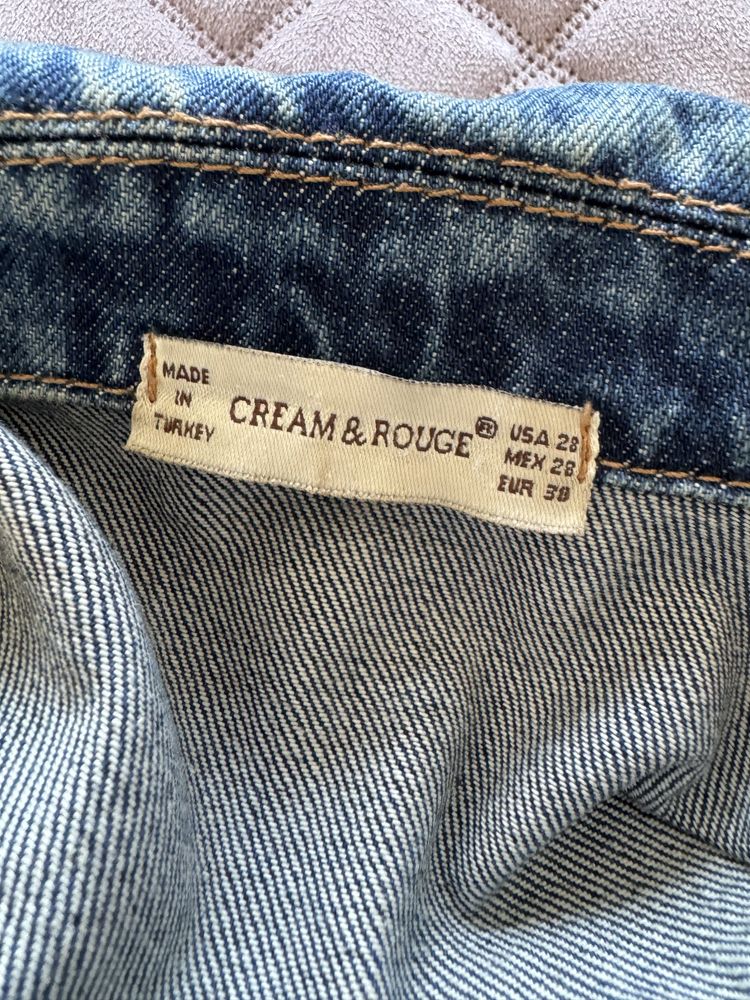 MADE
IN
TURKEY
CREAM & ROUGE®
USA 28
MEX 28
EUR 38